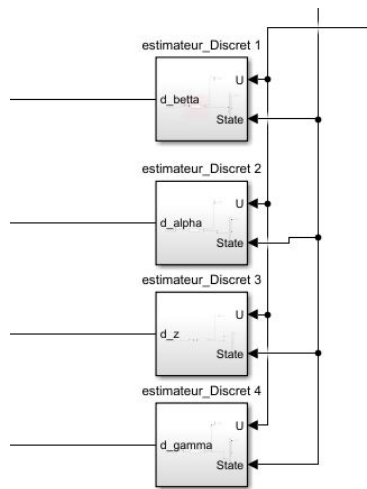 estimateur_Discret 1
U
d_betta
State
estimateur_Discret 2
U
d_alpha
State
estimateur_Discret 3
U
d_z
State
estimateur_Discret 4
U
d_gamma
State